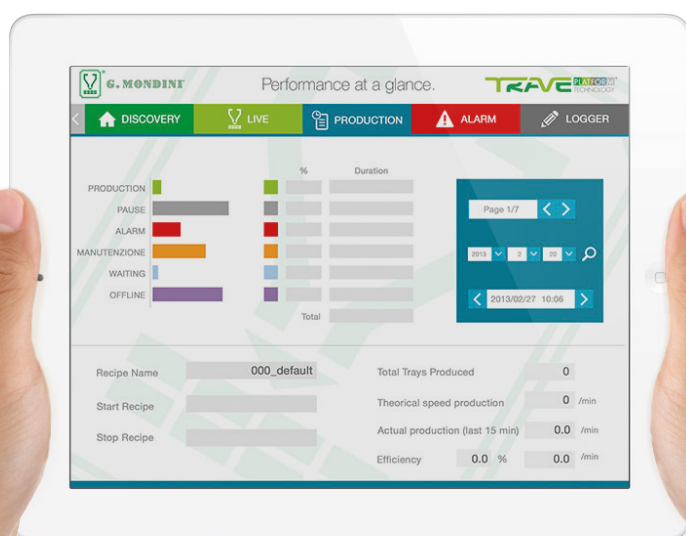 G. MONDINI
Performance at a glance.
TRAVE PLATFORM TECHNOLOGY
DISCOVERY
LIVE
PRODUCTION
ALARM
LOGGER
% Duration
PRODUCTION
PAUSE
ALARM
MANUTENZIONE
WAITING
OFFLINE
Total
Page 1/7
2013 2 20
2013/02/27 10:06
Recipe Name 000_default
Start Recipe
Stop Recipe
Total Trays Produced 0
Theorical speed production 0 /min
Actual production (last 15 min) 0.0 /min
Efficiency 0.0 % 0.0 /min